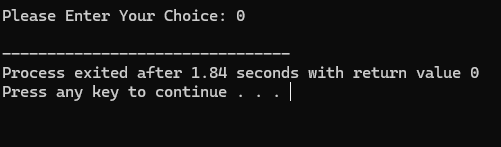 Please Enter Your Choice: 0
--------------------------------
Process exited after 1.84 seconds with return value 0
Press any key to continue . . .